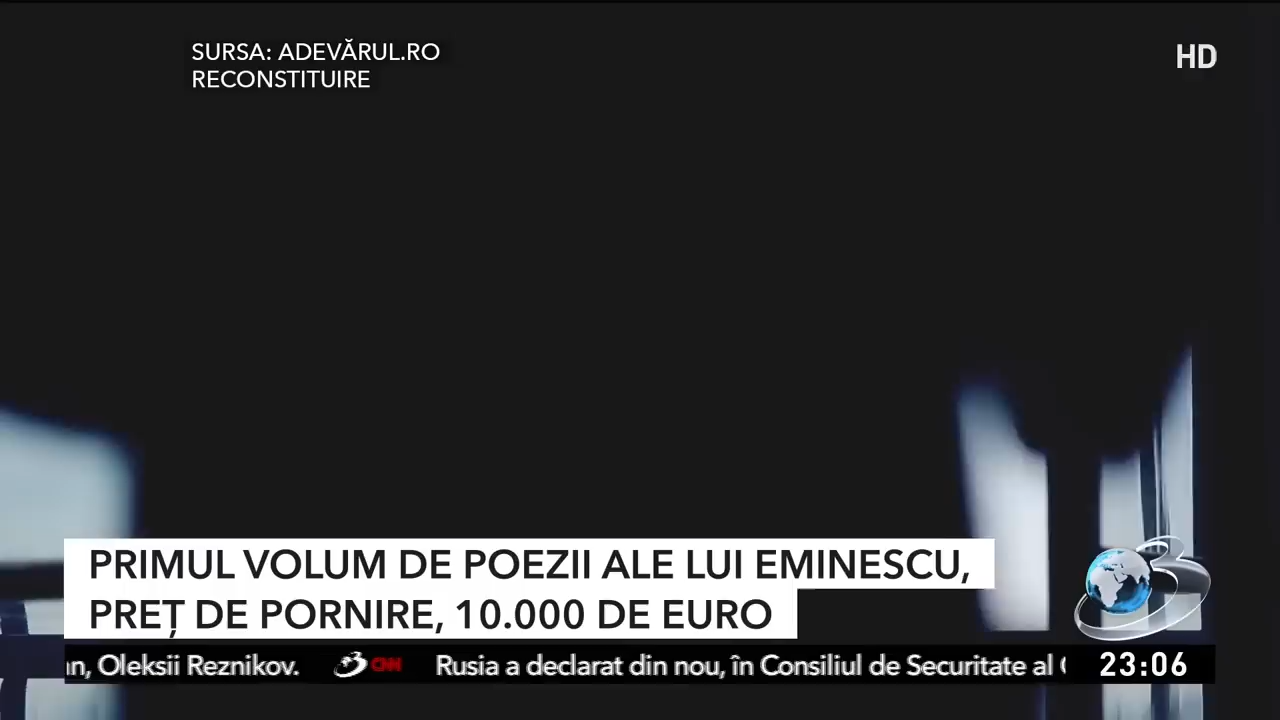 SURSA: ADEVĂRUL.RO
RECONSTITUIRE
HD
PRIMUL VOLUM DE POEZII ALE LUI EMINESCU,
PREȚ DE PORNIRE, 10.000 DE EURO
Oleksii Reznikov. CNN Rusia a declarat din nou, în Consiliul de Securitate al
23:06